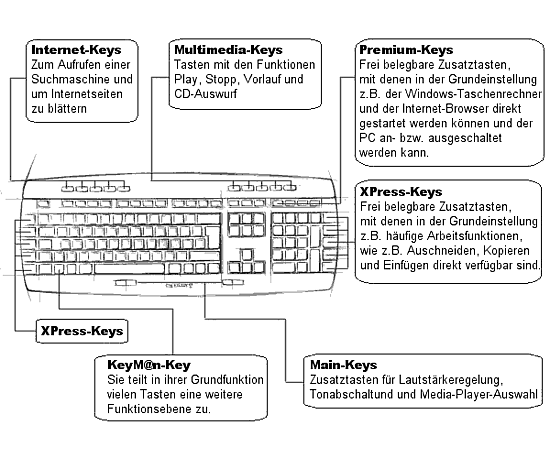 Internet-Keys
Zum Aufrufen einer
Suchmaschine und
um Internetseiten
zu blättern
Multimedia-Keys
Tasten mit den Funktionen
Play, Stopp, Vorlauf und
CD-Auswurf
Premium-Keys
Frei belegbare Zusatztasten,
mit denen in der Grundeinstellung
z.B. der Windows-Taschenrechner
und der Internet-Browser direkt
gestartet werden können und der
PC an- bzw. ausgeschaltet
werden kann.
XPress-Keys
Frei belegbare Zusatztasten,
mit denen in der Grundeinstellung
z.B. häufige Arbeitsfunktionen,
wie z.B. Auschneiden, Kopieren
und Einfügen direkt verfügbar sind.
XPress-Keys
KeyM@n-Key
Sie teilt in ihrer Grundfunktion
vielen Tasten eine weitere
Funktionsebene zu.
Main-Keys
Zusatztasten für Lautstärkeregelung,
Tonabschaltung und Media-Player-Auswahl